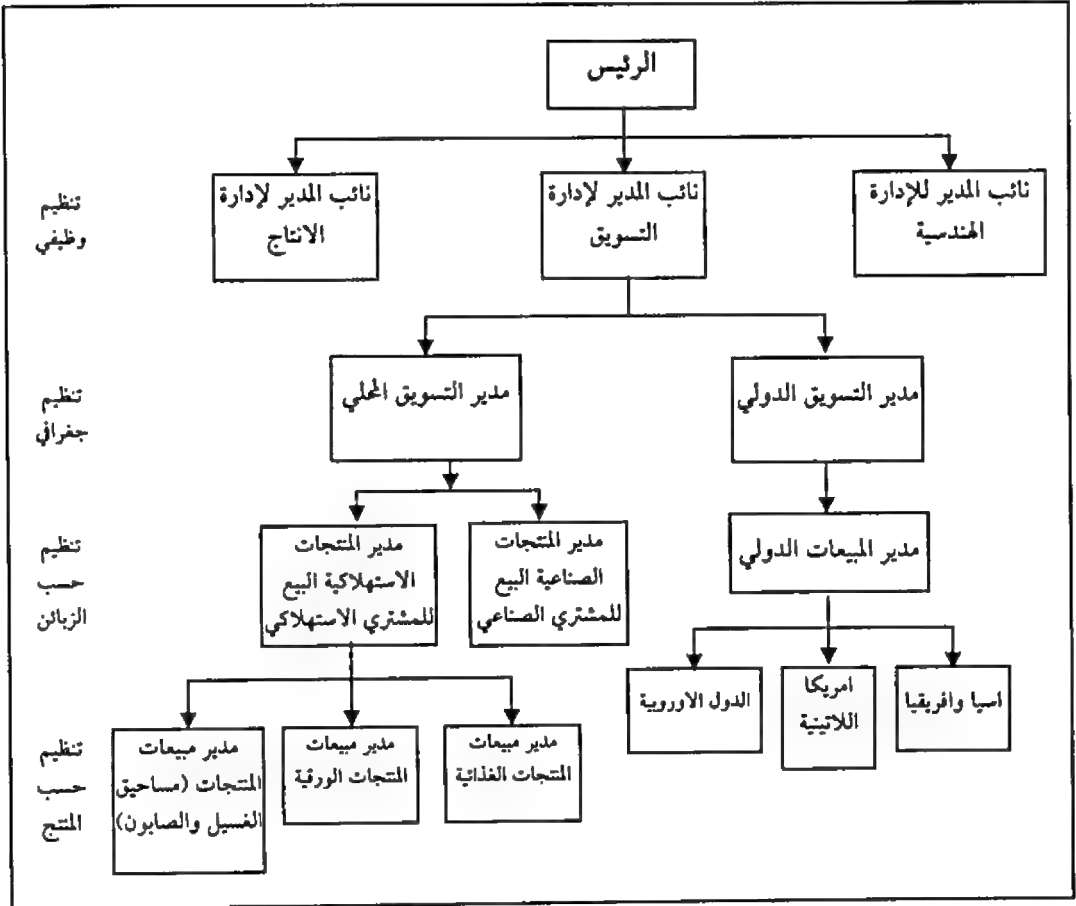 الرئيس
نائب المدير للإدارة
الهندسية
نائب المدير لإدارة
التسويق
نائب المدير لإدارة
الانتاج
تنظيم
وظيفي
مدير التسويق الدولي
مدير التسويق المحلي
تنظيم
جغرافي
مدير المبيعات الدولي
مدير المنتجات
الصناعية البيع
للمشتري الصناعي
مدير المنتجات
الاستهلاكية البيع
للمشتري الاستهلاكي
تنظيم
حسب
الزبائن
اسيا وافريقيا
امريكا
اللاتينية
الدول الاوروبية
مدير مبيعات
المنتجات الغذائية
مدير مبيعات
المنتجات الورقية
مدير مبيعات
المنتجات (مساحيق
الغسيل والصابون)
تنظيم
حسب
المنتج